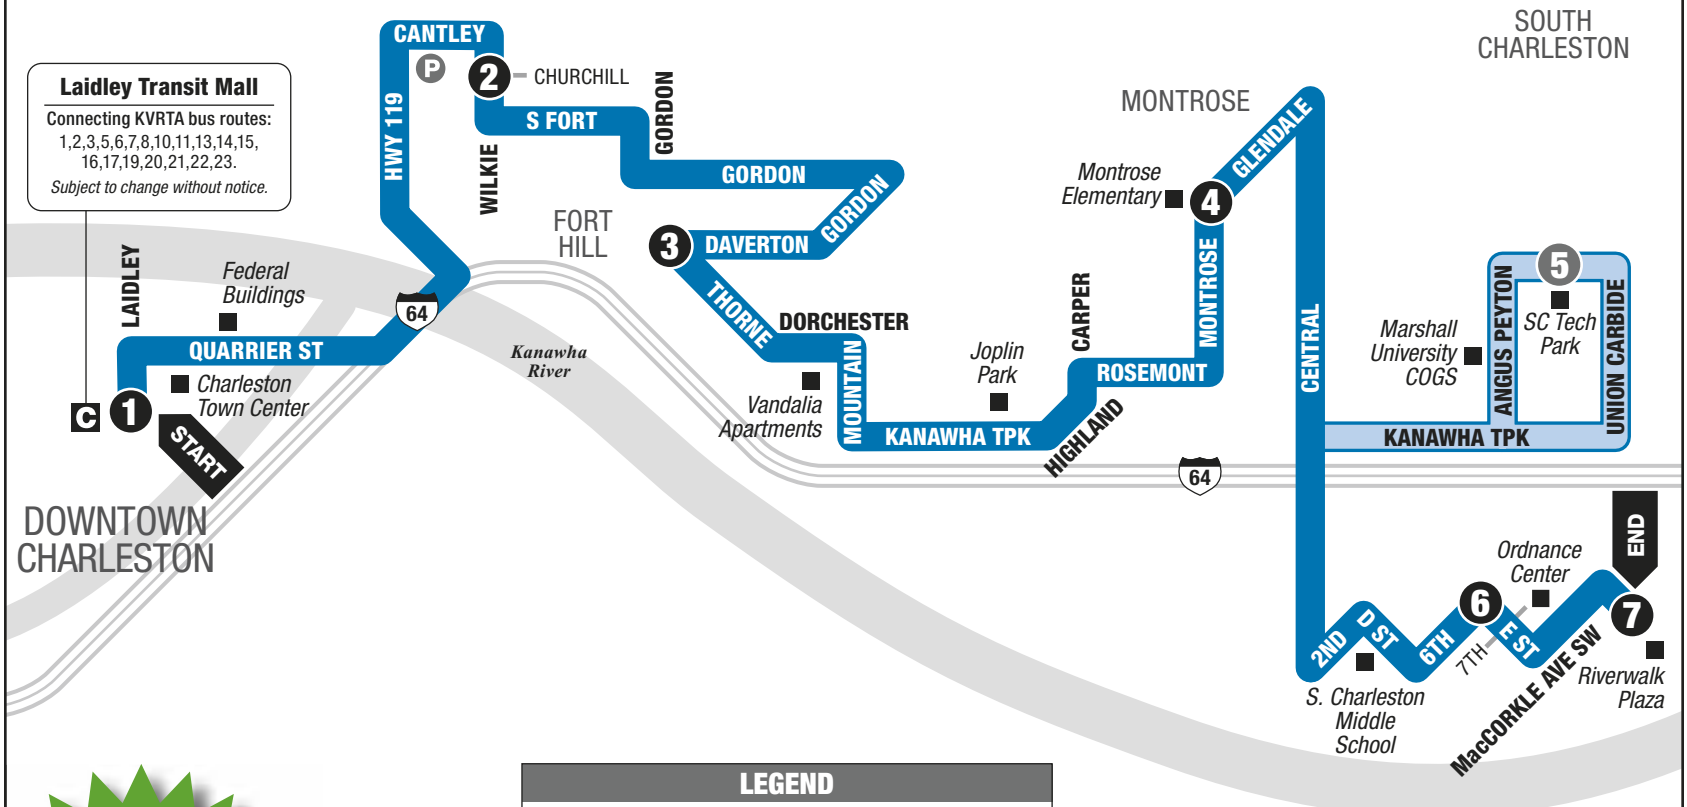 SOUTH
CHARLESTON
CANTLEY
P
2
CHURCHILL
Laidley Transit Mall
Connecting KVRTA bus routes:
1,2,3,5,6,7,8,10,11,13,14,15,
16,17,19,20,21,22,23.
Subject to change without notice.
HWY 119
S FORT
GORDON
WILKIE
GORDON
GORDON
FORT
HILL
3
DAVERTON
THORNE
DORCHESTER
MOUNTAIN
Vandalia
Apartments
KANAWHA TPK
Joplin
Park
HIGHLAND
CARPER
ROSEMONT
MONTROSE
MONTROSE
Montrose
Elementary
4
GLENDALE
CENTRAL
LAIDLEY
Federal
Buildings
64
QUARRIER ST
Charleston
Town Center
C
1
START
DOWNTOWN
CHARLESTON
Kanawha
River
64
5
SC Tech
Park
ANGUS PEYTON
UNION CARBIDE
Marshall
University
COGS
KANAWHA TPK
END
Ordnance
Center
2ND
D ST
6TH
6
7TH
E ST
7
MacCORKLE AVE SW
Riverwalk
Plaza
S. Charleston
Middle
School
LEGEND